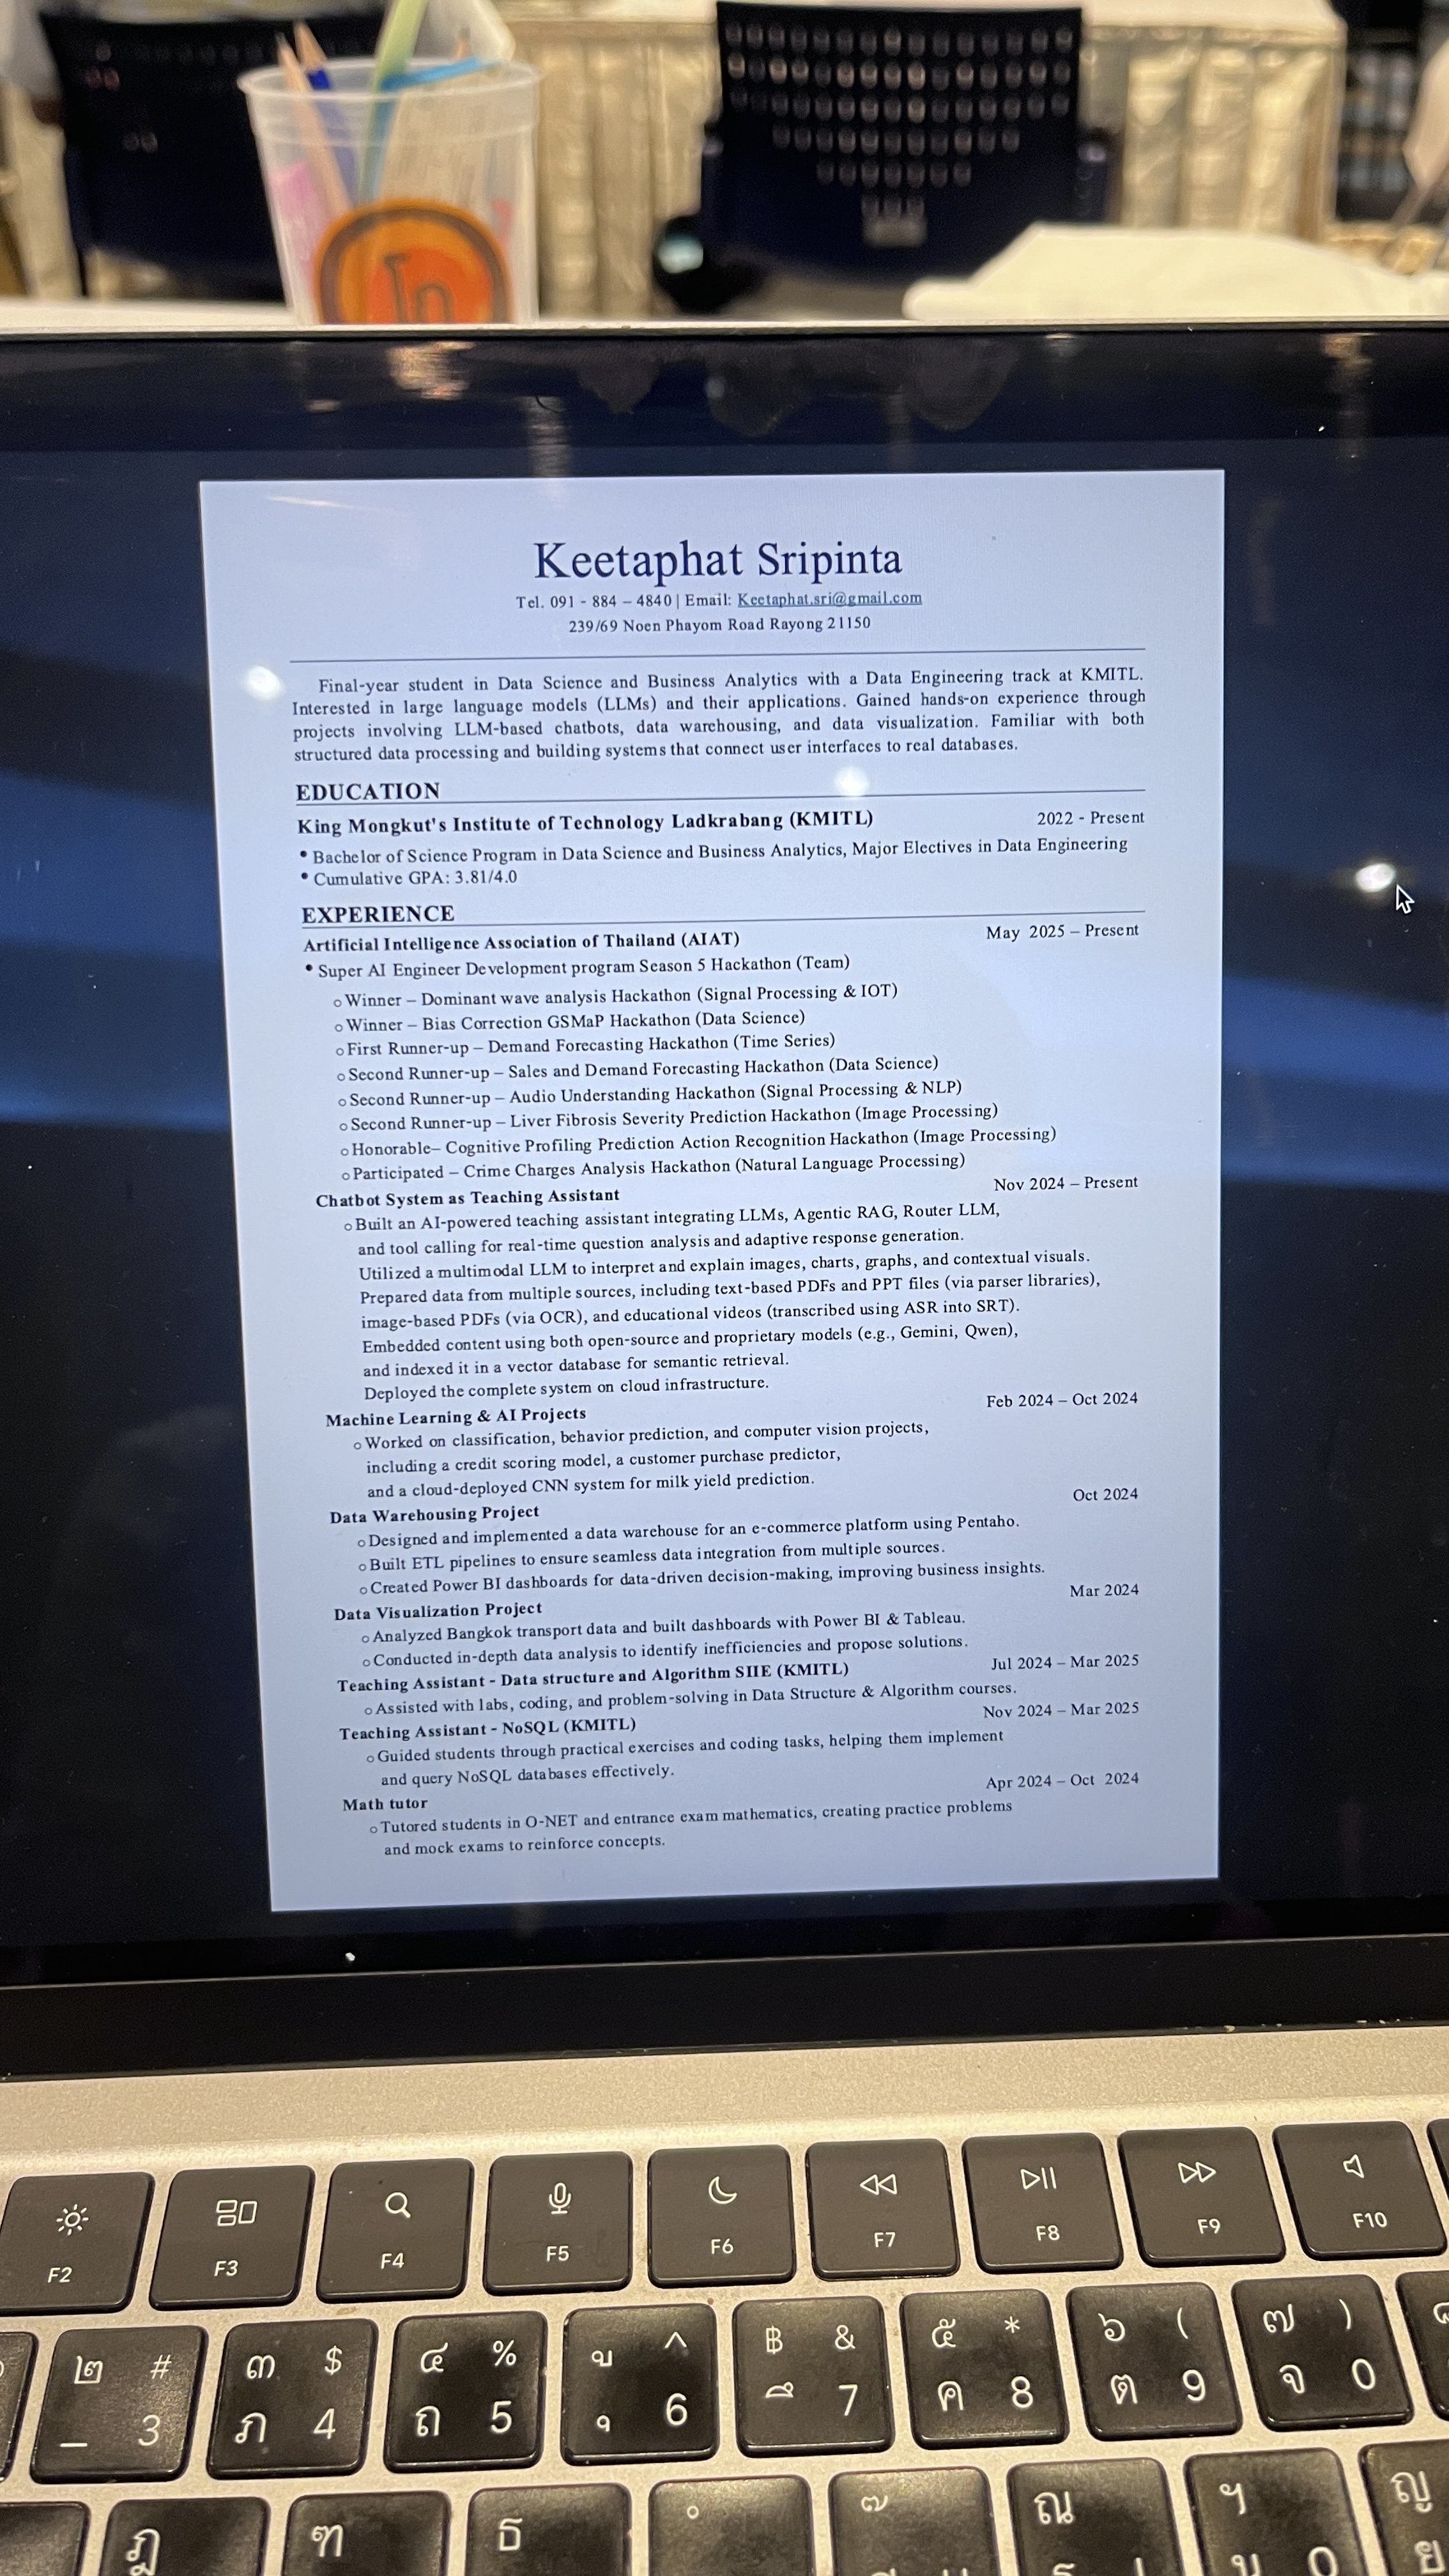 Keetaphat Sripinta
Tel. 091 - 884 – 4840 | Email: Keetaphat.sri@gmail.com
239/69 Noen Phayom Road Rayong 21150
Final-year student in Data Science and Business Analytics with a Data Engineering track at KMITL.
Interested in large language models (LLMs) and their applications. Gained hands-on experience through
projects involving LLM-based chatbots, data warehousing, and data visualization. Familiar with both
structured data processing and building systems that connect user interfaces to real databases.
EDUCATION
King Mongkut's Institute of Technology Ladkrabang (KMITL) 2022 - Present
• Bachelor of Science Program in Data Science and Business Analytics, Major Electives in Data Engineering
• Cumulative GPA: 3.81/4.0
EXPERIENCE
Artificial Intelligence Association of Thailand (AIAT) May 2025 – Present
• Super AI Engineer Development program Season 5 Hackathon (Team)
○ Winner – Dominant wave analysis Hackathon (Signal Processing & IOT)
○ Winner – Bias Correction GSMaP Hackathon (Data Science)
○ First Runner-up – Demand Forecasting Hackathon (Time Series)
○ Second Runner-up – Sales and Demand Forecasting Hackathon (Data Science)
○ Second Runner-up – Audio Understanding Hackathon (Signal Processing & NLP)
○ Second Runner-up – Liver Fibrosis Severity Prediction Hackathon (Image Processing)
○ Honorable– Cognitive Profiling Prediction Action Recognition Hackathon (Image Processing)
○ Participated – Crime Charges Analysis Hackathon (Natural Language Processing)
Chatbot System as Teaching Assistant Nov 2024 – Present
○ Built an AI-powered teaching assistant integrating LLMs, Agentic RAG, Router LLM,
and tool calling for real-time question analysis and adaptive response generation.
Utilized a multimodal LLM to interpret and explain images, charts, graphs, and contextual visuals.
Prepared data from multiple sources, including text-based PDFs and PPT files (via parser libraries),
image-based PDFs (via OCR), and educational videos (transcribed using ASR into SRT).
Embedded content using both open-source and proprietary models (e.g., Gemini, Qwen),
and indexed it in a vector database for semantic retrieval.
Deployed the complete system on cloud infrastructure.
Machine Learning & AI Projects Feb 2024 – Oct 2024
○ Worked on classification, behavior prediction, and computer vision projects,
including a credit scoring model, a customer purchase predictor,
and a cloud-deployed CNN system for milk yield prediction.
Data Warehousing Project Oct 2024
○ Designed and implemented a data warehouse for an e-commerce platform using Pentaho.
○ Built ETL pipelines to ensure seamless data integration from multiple sources.
○ Created Power BI dashboards for data-driven decision-making, improving business insights.
Data Visualization Project Mar 2024
○ Analyzed Bangkok transport data and built dashboards with Power BI & Tableau.
○ Conducted in-depth data analysis to identify inefficiencies and propose solutions.
Teaching Assistant - Data structure and Algorithm SIIE (KMITL) Jul 2024 – Mar 2025
○ Assisted with labs, coding, and problem-solving in Data Structure & Algorithm courses.
Teaching Assistant - NoSQL (KMITL) Nov 2024 – Mar 2025
○ Guided students through practical exercises and coding tasks, helping them implement
and query NoSQL databases effectively.
Math tutor Apr 2024 – Oct 2024
○ Tutored students in O-NET and entrance exam mathematics, creating practice problems
and mock exams to reinforce concepts.
F2 F3 F4 F5 F6 F7 F8 F9 F10
๒ # ๓ $ ๔ % ู ^ ฿ & ๕ * ๖ ( ๗ )
_ 3 ภ 4 ถ 5 ุ 6 ึ 7 ค 8 ต 9 จ 0
ฎ ฑ ธ ํ ๊ ณ ฯ ญ